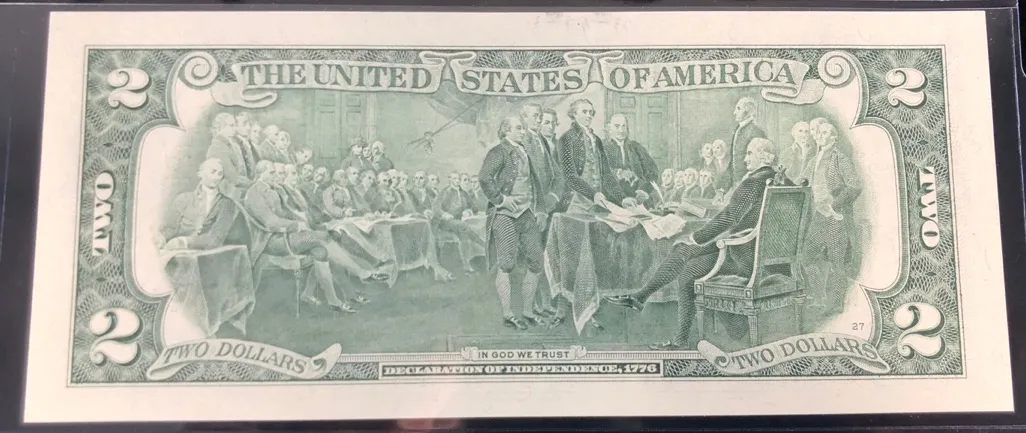 2 THE UNITED STATES OF AMERICA 2
TWO
TWO
27
2 TWO DOLLARS IN GOD WE TRUST TWO DOLLARS 2
DECLARATION OF INDEPENDENCE, 1776